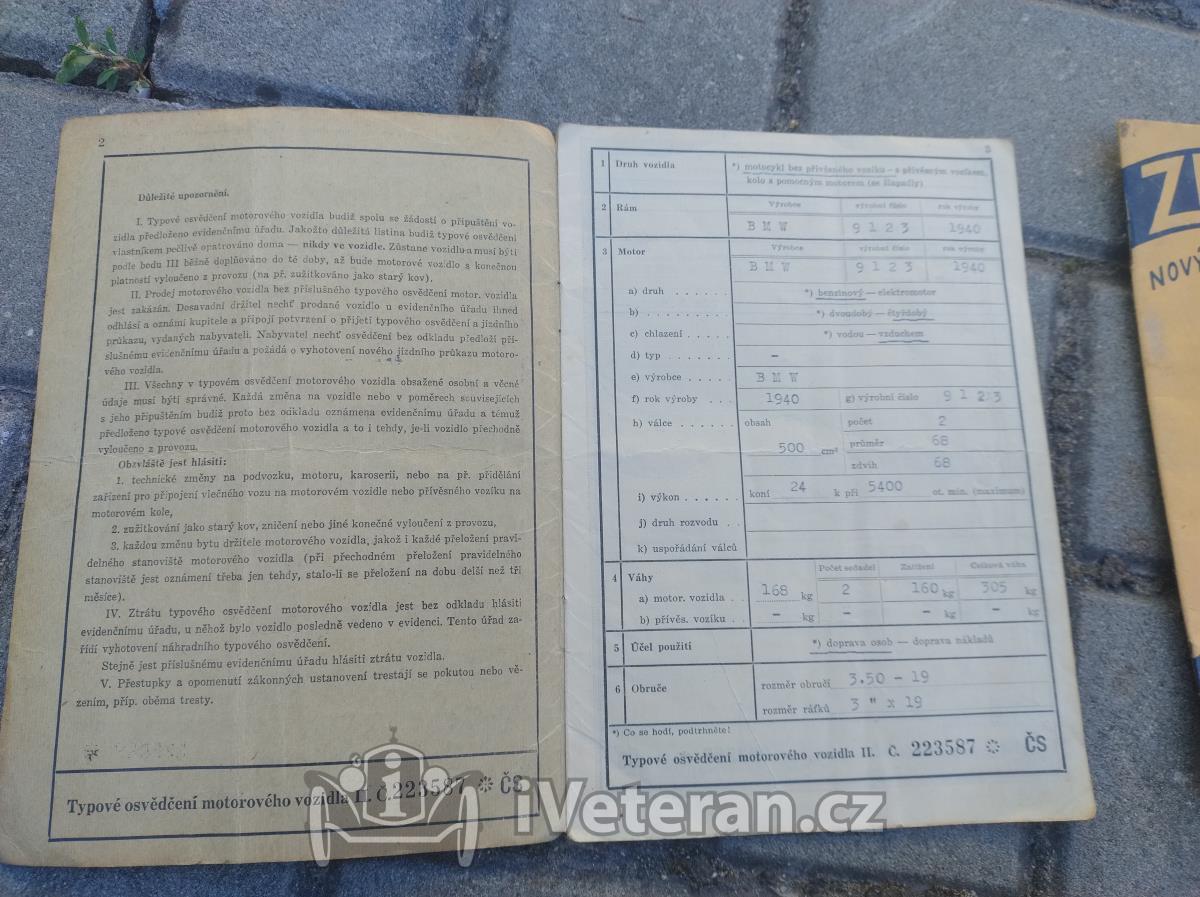 2
Důležité upozornění.
I. Typové osvědčení motorového vozidla budiž spolu se žádostí o připuštění vo-
zidla předloženo evidenčnímu úřadu. Jakožto důležitá listina budiž typové osvědčení
vlastníkem pečlivě opatrováno doma — nikdy ve vozidle. Zůstane vozidlu a musí býti
podle bodu III běžně doplňováno do té doby, až bude motorové vozidlo s konečnou
platností vyloučeno z provozu (na př. zužitkováno jako starý kov).
II. Prodej motorového vozidla bez příslušného typového osvědčení motor. vozidla
jest zakázán. Dosavadní držitel nechť prodané vozidlo u evidenčního úřadu ihned
odhlásí a oznámí kupitele a připojí potvrzení o přijetí typového osvědčení a jízdního
průkazu, vydaných nabyvateli. Nabyvatel nechť osvědčení bez odkladu předloží pří-
slušnému evidenčnímu úřadu a požádá o vyhotovení nového jízdního průkazu motoro-
vého vozidla.
III. Všechny v typovém osvědčení motorového vozidla obsažené osobní a věcné
údaje musí býti správné. Každá změna na vozidle nebo v poměrech souvisejících
s jeho připuštěním budiž proto bez odkladu oznámena evidenčnímu úřadu a témuž
předloženo typové osvědčení motorového vozidla a to i tehdy, je-li vozidlo přechodně
vyloučeno z provozu.
Obzvláště jest hlásiti:
1. technické změny na podvozku, motoru, karoserii, nebo na př. přidělání
zařízení pro připojení vlečného vozu na motorovém vozidle nebo přívěsného vozíku na
motorovém kole,
2. zužitkování jako starý kov, zničení nebo jiné konečné vyloučení z provozu,
3. každou změnu bytu držitele motorového vozidla, jakož i každé přeložení pravi-
delného stanoviště motorového vozidla (při přechodném přeložení pravidelného
stanoviště jest oznámení třeba jen tehdy, stalo-li se přeložení na dobu delší než tři
měsíce).
IV. Ztrátu typového osvědčení motorového vozidla jest bez odkladu hlásiti
evidenčnímu úřadu, u něhož bylo vozidlo posledně vedeno v evidenci. Tento úřad za-
řídí vyhotovení náhradního typového osvědčení.
Stejně jest příslušnému evidenčnímu úřadu hlásiti ztrátu vozidla.
V. Přestupky a opomenutí zákonných ustanovení trestají se pokutou nebo vě-
zením, příp. oběma tresty.
Typové osvědčení motorového vozidla II. Č. 223587 ČS
3
1 Druh vozidla *) motocykl bez přívěsného vozíku – s přívěsným vozíkem,
kolo s pomocným motorem (se šlapadly)
2 Rám Výrobce výrobní číslo rok výroby
BMW 9123 1940
3 Motor Výrobce výrobní číslo rok výroby
BMW 9123 1940
a) druh . . . . . . *) benzinový — elektromotor
b) . . . . . . . . *) dvoudobý — čtyřdobý
c) chlazení . . . . . *) vodou — vzduchem
d) typ . . . . . . . –
e) výrobce . . . . . BMW
f) rok výroby . . . 1940 g) výrobní číslo 9123
h) válce . . . . . . obsah počet 2
500 cm³ průměr 68
zdvih 68
i) výkon . . . . . . koní 24 k při 5400 ot. min. (maximum)
j) druh rozvodu . .
k) uspořádání válců
4 Váhy Počet sedadel Zatížení Celková váha
a) motor. vozidla . . 168 kg 2 160 kg 305 kg
b) přívěs. vozíku . . – kg – – kg – kg
5 Účel použití *) doprava osob — doprava nákladů
6 Obruče rozměr obručí 3.50 - 19
rozměr ráfků 3 " x 19
*) Co se hodí, podtrhněte!
Typové osvědčení motorového vozidla II. Č. 223587 ČS
NOVÝ
iVeteran.cz